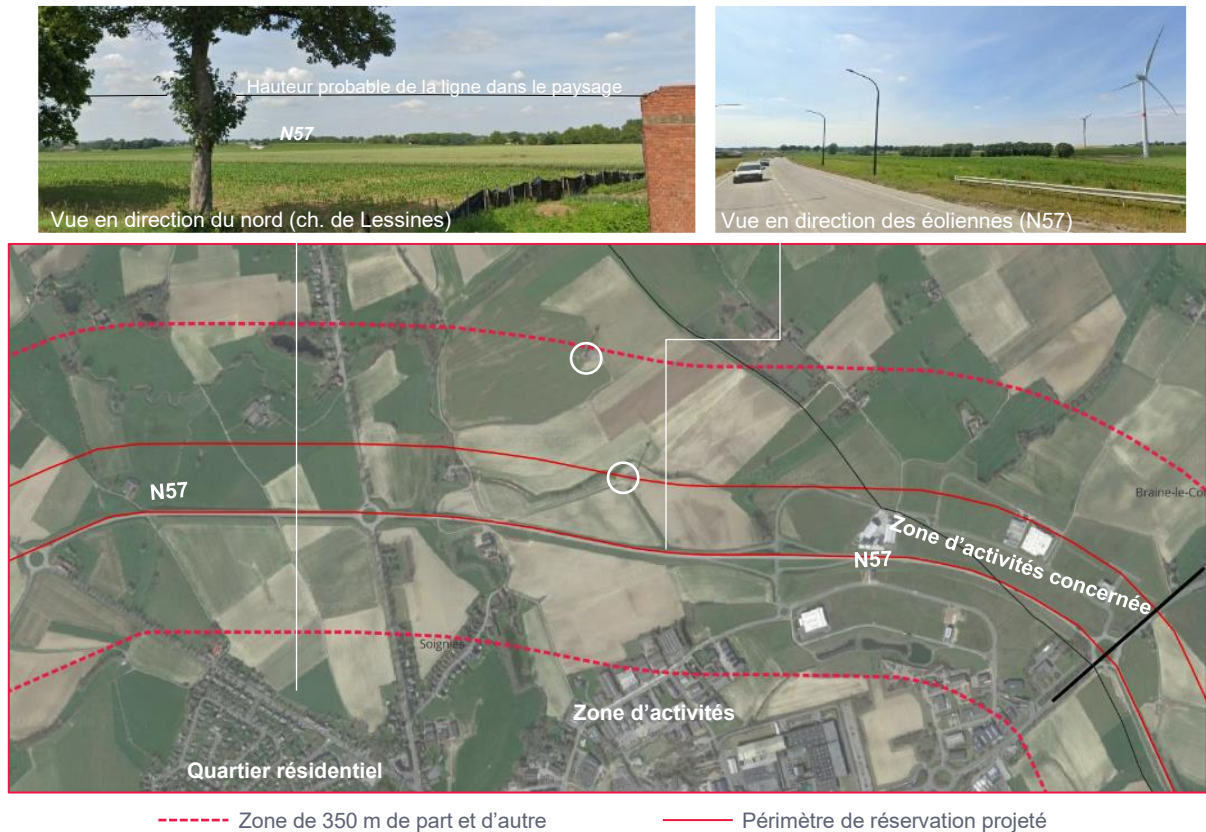 Hauteur probable de la ligne dans le paysage
N57
Vue en direction du nord (ch. de Lessines)
Vue en direction des éoliennes (N57)
N57
Braine-le-Co
Zone d'activités concernée
N57
Soignies
Zone d'activités
Quartier résidentiel
Zone de 350 m de part et d'autre
Périmètre de réservation projeté